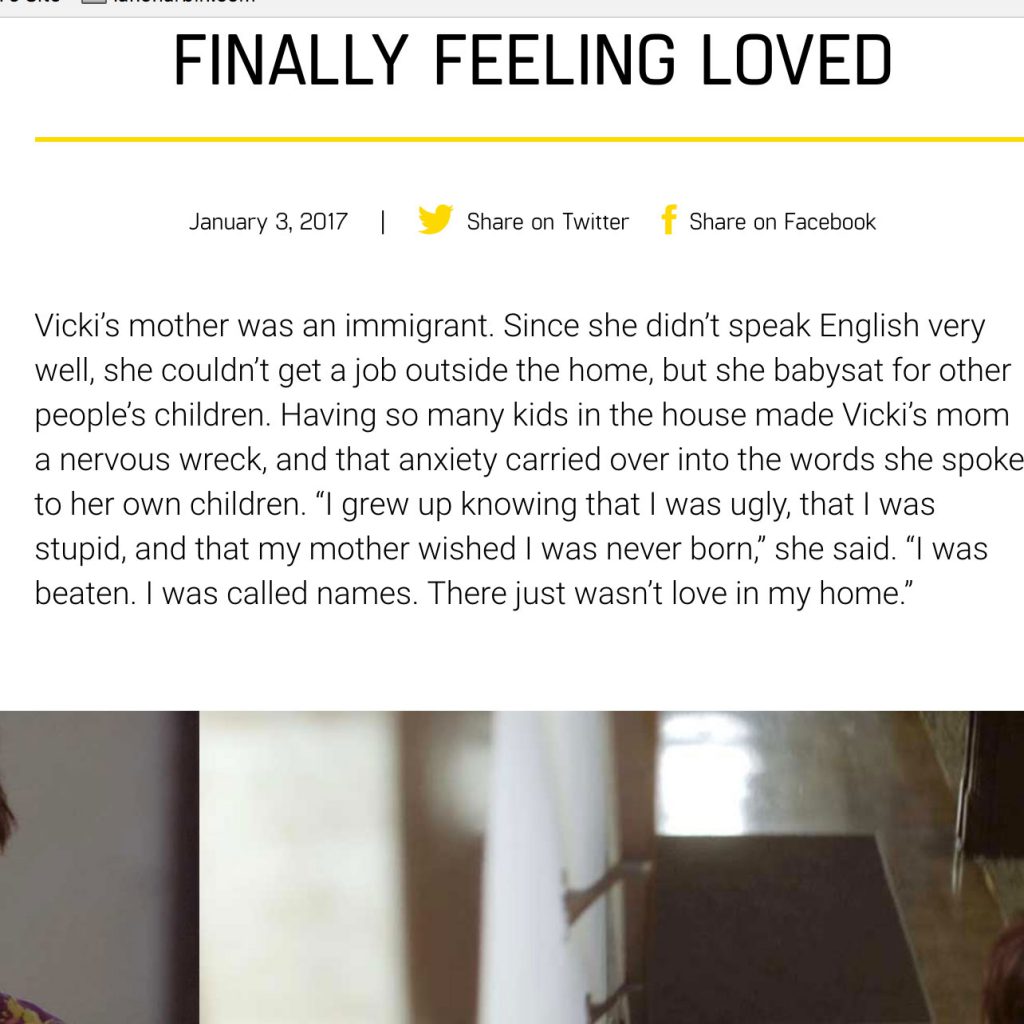 FINALLY FEELING LOVED
January 3, 2017 | Share on Twitter Share on Facebook
Vicki’s mother was an immigrant. Since she didn’t speak English very
well, she couldn’t get a job outside the home, but she babysat for other
people’s children. Having so many kids in the house made Vicki’s mom
a nervous wreck, and that anxiety carried over into the words she spoke
to her own children. “I grew up knowing that I was ugly, that I was
stupid, and that my mother wished I was never born,” she said. “I was
beaten. I was called names. There just wasn’t love in my home.”